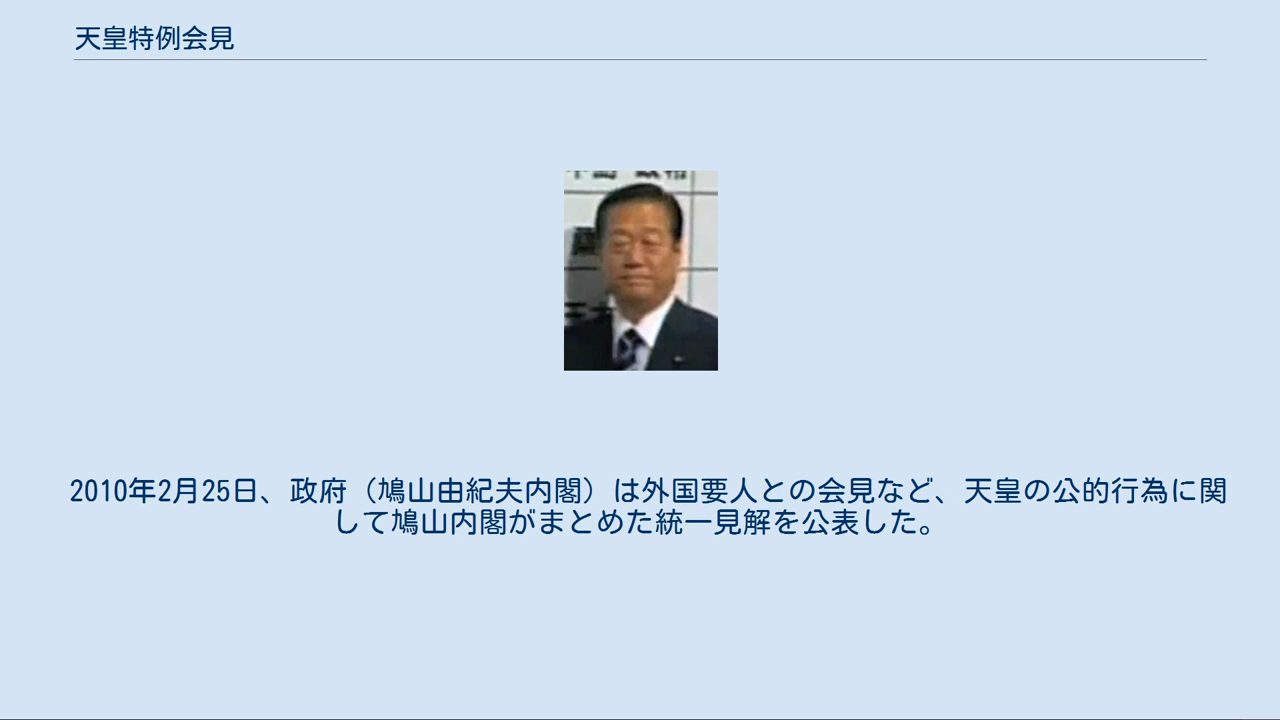 天皇特例会見
2010年2月25日、政府（鳩山由紀夫内閣）は外国要人との会見など、天皇の公的行為に関
して鳩山内閣がまとめた統一見解を公表した。